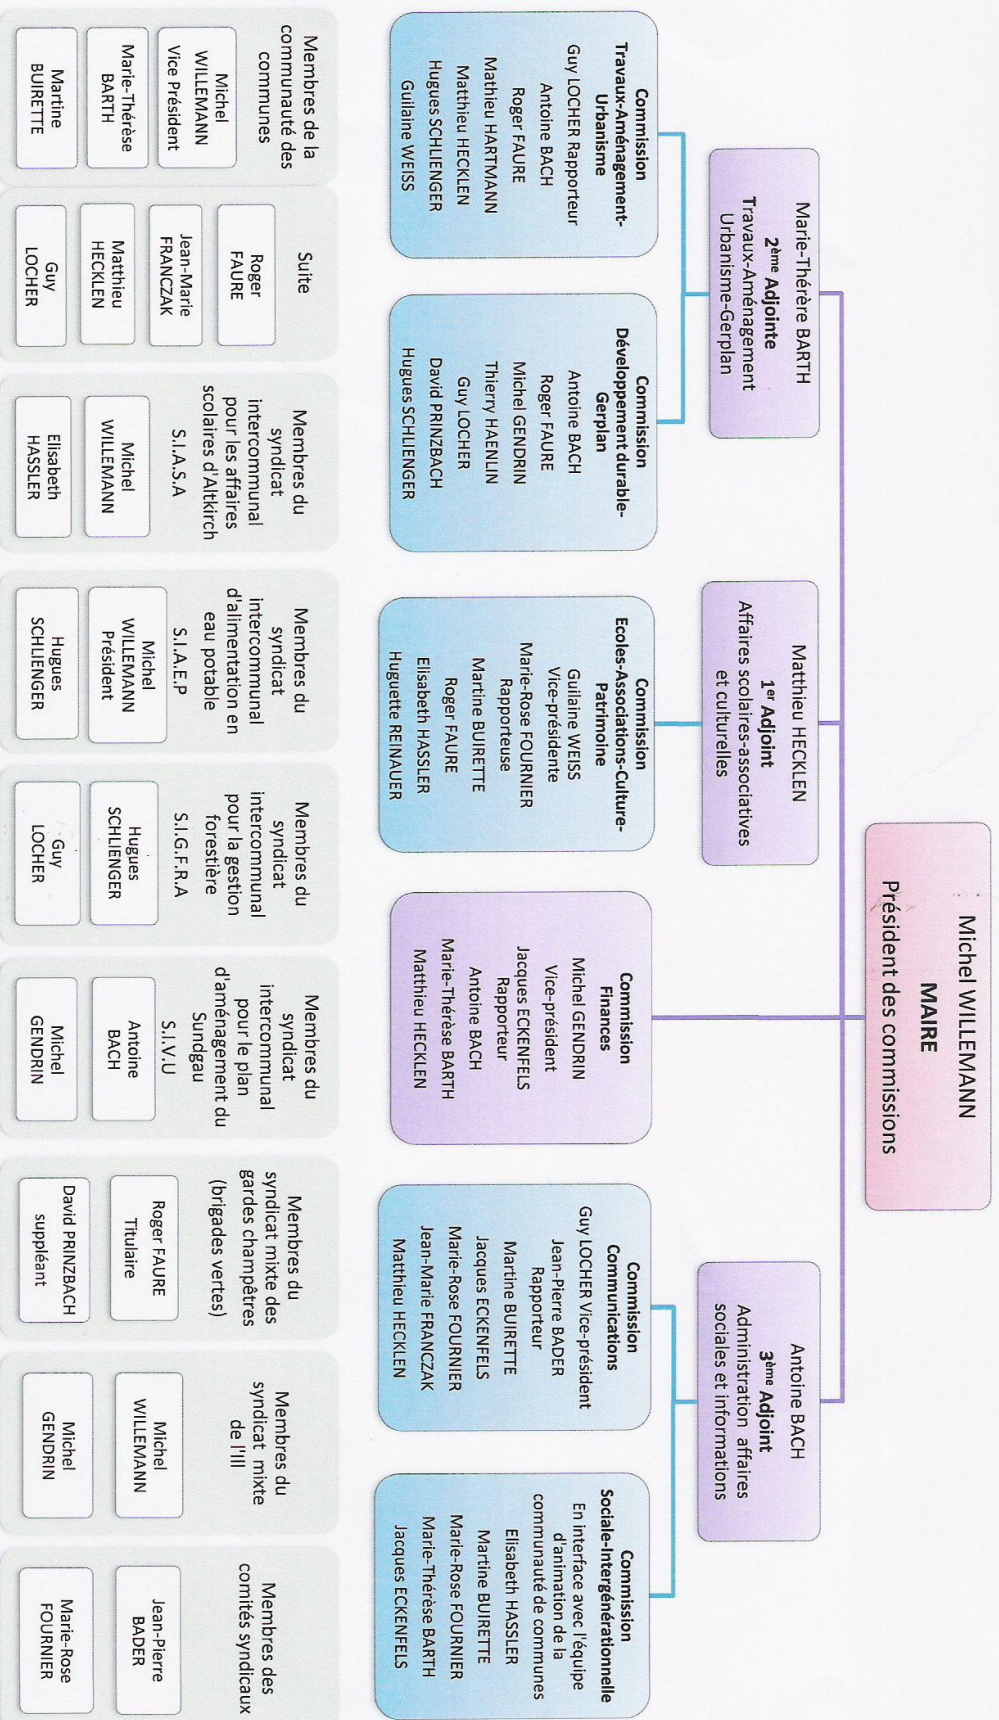 Michel WILLEMANN
MAIRE
Président des commissions
Marie-Thérère BARTH
2ème Adjointe
Travaux-Aménagement
Urbanisme-Gerplan
Matthieu HECKLEN
1er Adjoint
Affaires scolaires-associatives
et culturelles
Antoine BACH
3ème Adjoint
Administration affaires
sociales et informations
Commission
Travaux-Aménagement-
Urbanisme
Guy LOCHER Rapporteur
Antoine BACH
Roger FAURE
Mathieu HARTMANN
Matthieu HECKLEN
Hugues SCHLIENGER
Guilaine WEISS
Commission
Développement durable-
Gerplan
Antoine BACH
Roger FAURE
Michel GENDRIN
Thierry HAENLIN
Guy LOCHER
David PRINZBACH
Hugues SCHLIENGER
Commission
Ecoles-Associations-Culture-
Patrimoine
Guilaine WEISS
Vice-présidente
Marie-Rose FOURNIER
Rapporteuse
Martine BUIRETTE
Roger FAURE
Elisabeth HASSLER
Huguette REINAUER
Commission
Finances
Michel GENDRIN
Vice-président
Jacques ECKENFELS
Rapporteur
Antoine BACH
Marie-Thérèse BARTH
Matthieu HECKLEN
Commission
Communications
Guy LOCHER Vice-président
Jean-Pierre BADER
Rapporteur
Martine BUIRETTE
Jacques ECKENFELS
Marie-Rose FOURNIER
Jean-Marie FRANCZAK
Matthieu HECKLEN
Commission
Sociale-Intergénérationnelle
En interface avec l'équipe
d'animation de la
communauté de communes
Elisabeth HASSLER
Martine BUIRETTE
Marie-Rose FOURNIER
Marie-Thérèse BARTH
Jacques ECKENFELS
Membres de la
communauté des
communes
Michel
WILLEMANN
Vice Président
Marie-Thérèse
BARTH
Martine
BUIRETTE
Suite
Roger
FAURE
Jean-Marie
FRANCZAK
Matthieu
HECKLEN
Guy
LOCHER
Membres du
syndicat
intercommunal
pour les affaires
scolaires d'Altkirch
S.I.A.S.A
Michel
WILLEMANN
Elisabeth
HASSLER
Membres du
syndicat
intercommunal
d'alimentation en
eau potable
S.I.A.E.P
Michel
WILLEMANN
Président
Hugues
SCHLIENGER
Membres du
syndicat
intercommunal
pour la gestion
forestière
S.I.G.F.R.A
Hugues
SCHLIENGER
Guy
LOCHER
Membres du
syndicat
intercommunal
pour le plan
d'aménagement du
Sundgau
S.I.V.U
Antoine
BACH
Michel
GENDRIN
Membres du
syndicat mixte des
gardes champêtres
(brigades vertes)
Roger FAURE
Titulaire
David PRINZBACH
suppléant
Membres du
syndicat mixte
de l'Ill
Michel
WILLEMANN
Michel
GENDRIN
Membres des
comités syndicaux
Jean-Pierre
BADER
Marie-Rose
FOURNIER